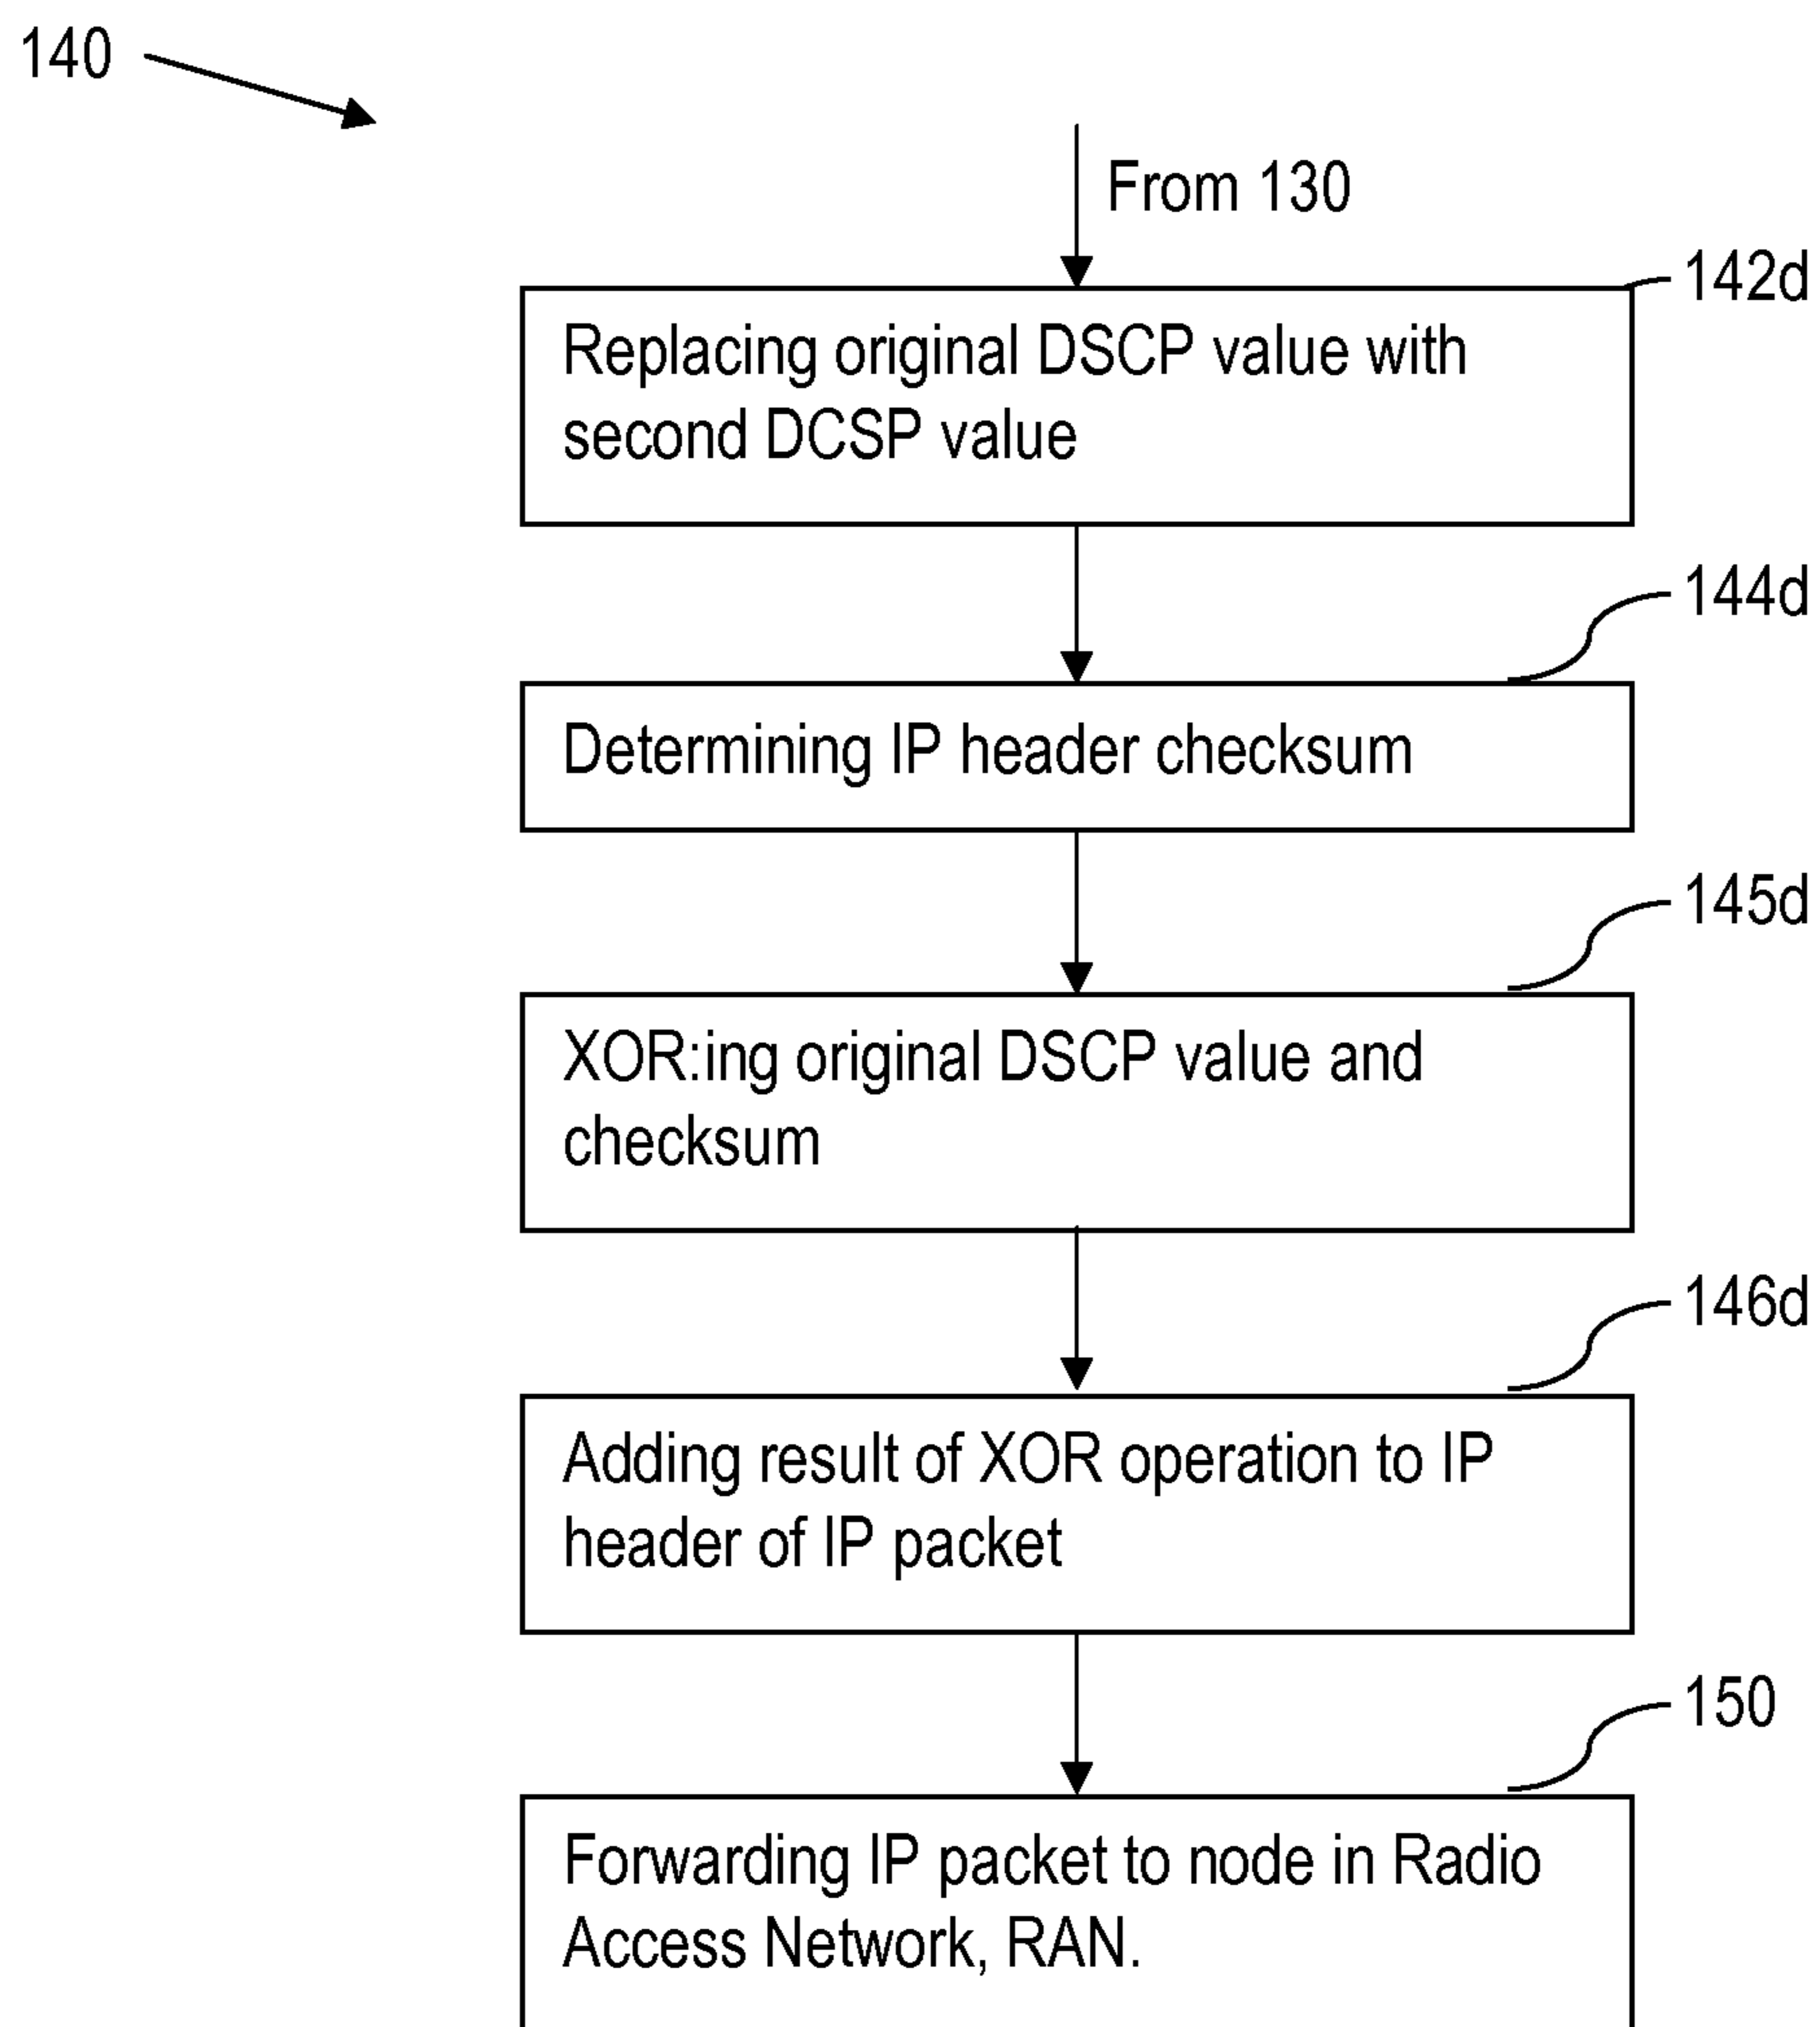 140
From 130
142d
Replacing original DSCP value with
second DCSP value
144d
Determining IP header checksum
145d
XOR:ing original DSCP value and
checksum
146d
Adding result of XOR operation to IP
header of IP packet
150
Forwarding IP packet to node in Radio
Access Network, RAN.